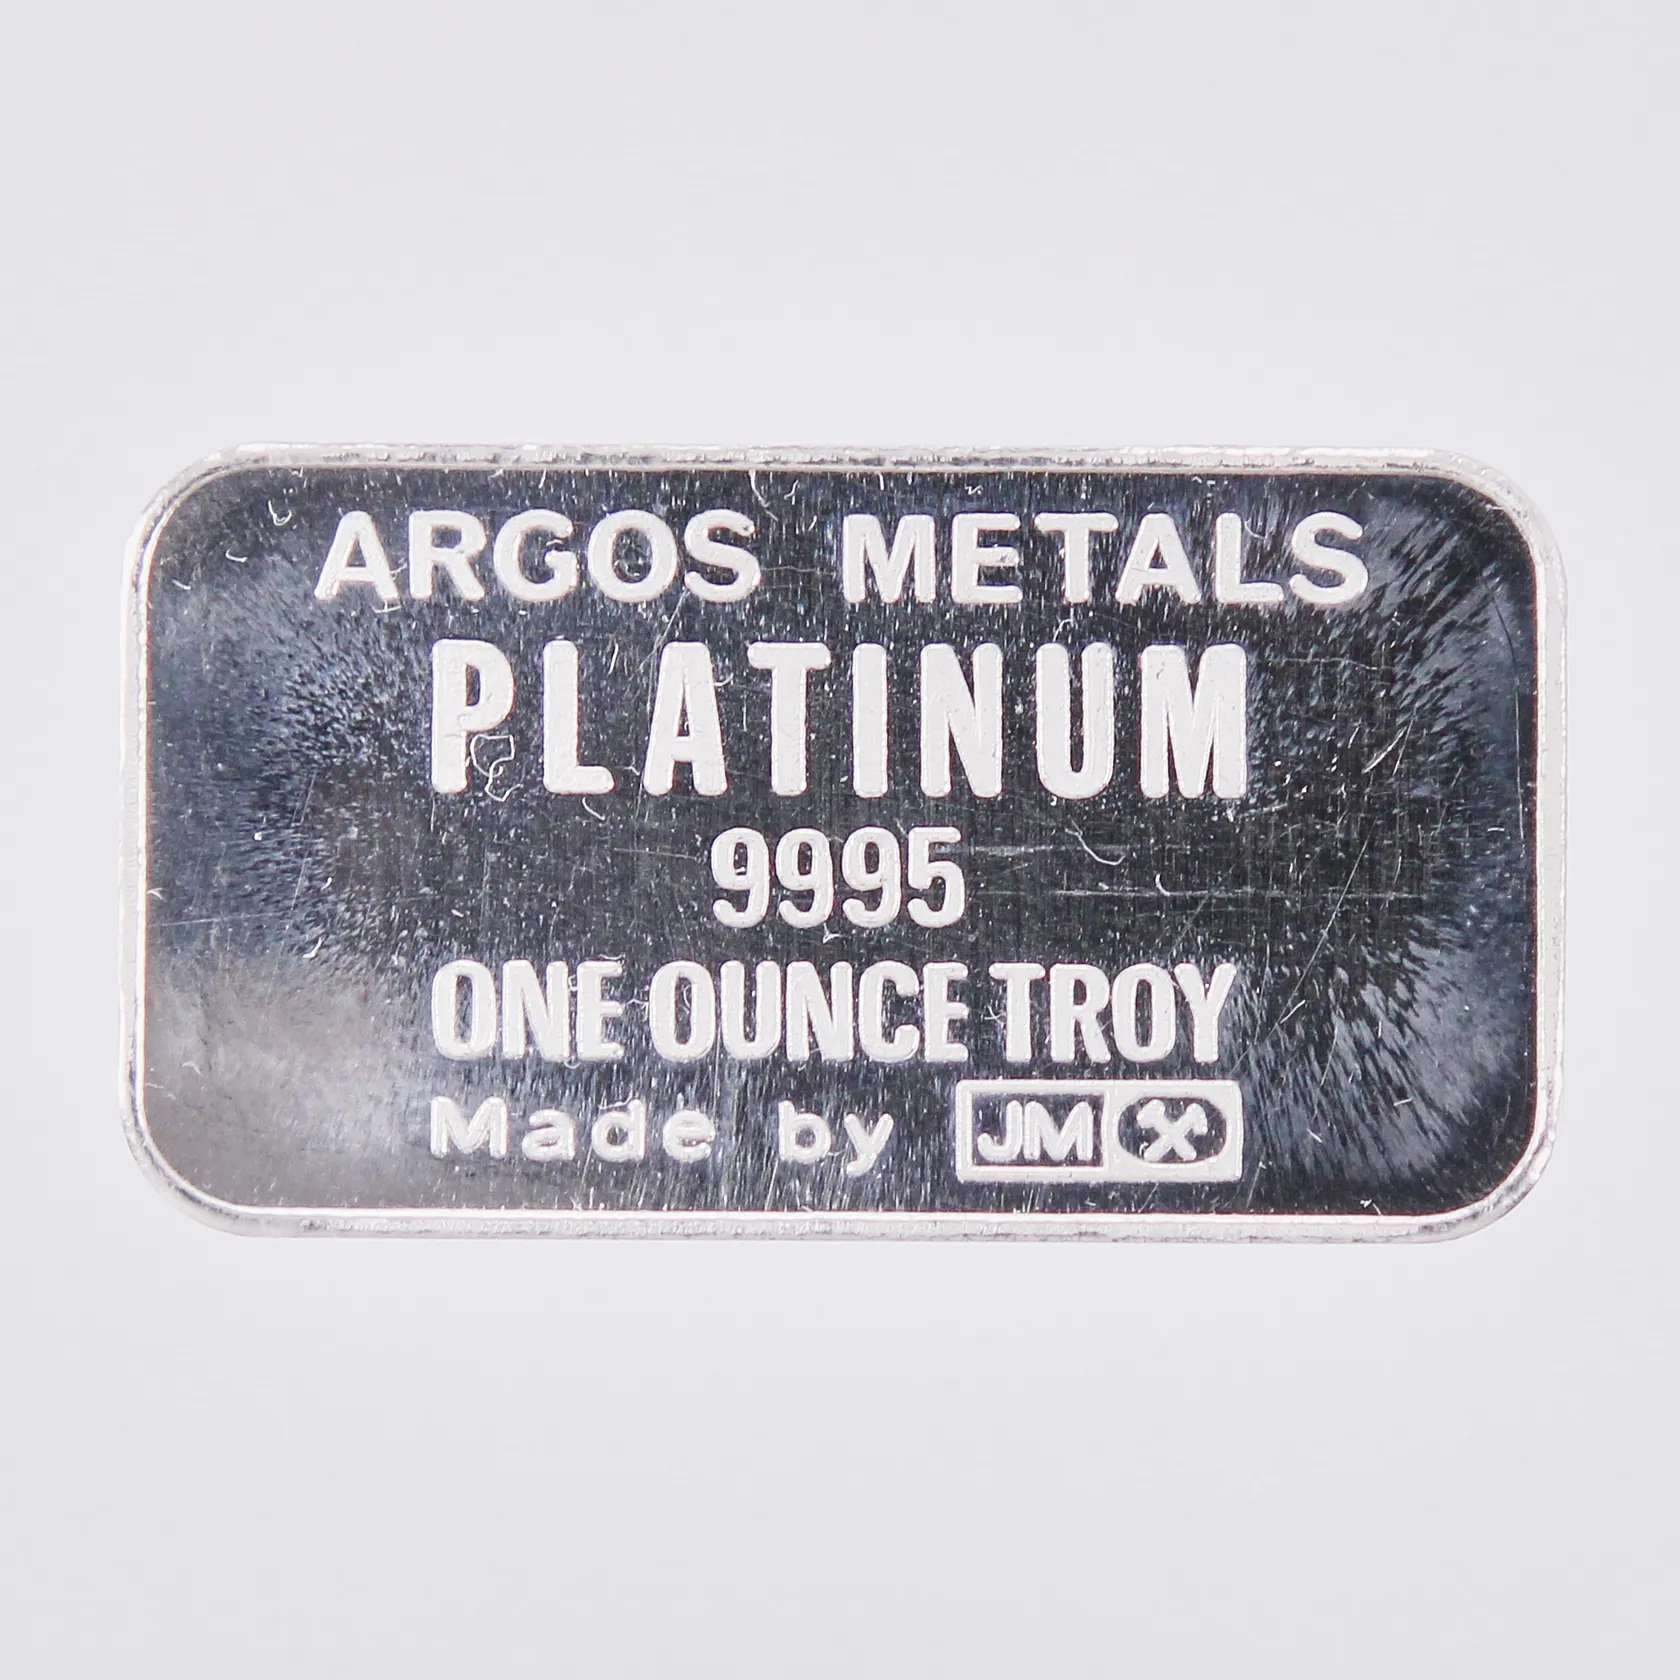 ARGOS METALS
PLATINUM
9995
ONE OUNCE TROY
Made by JM